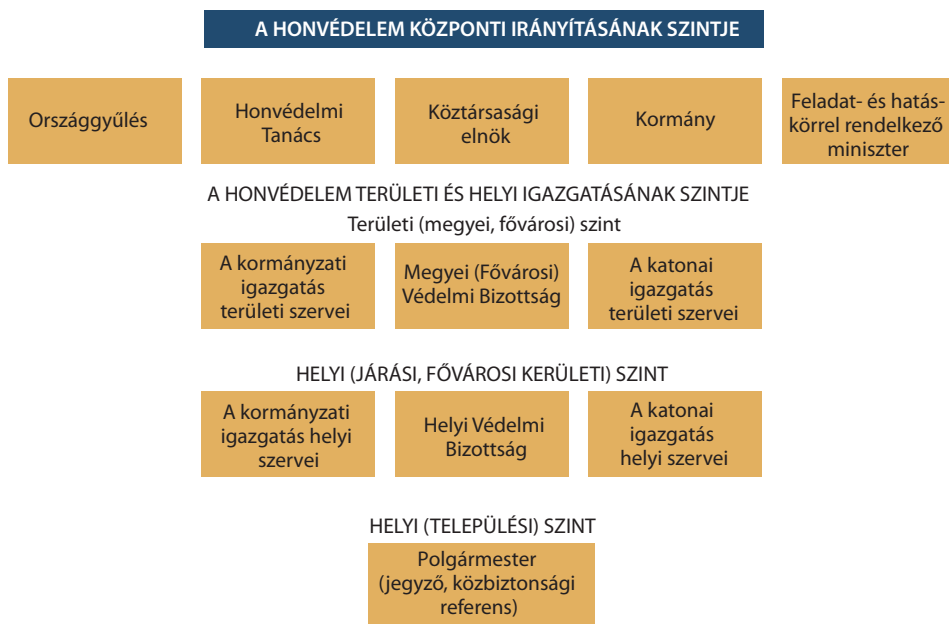 A HONVÉDELEM KÖZPONTI IRÁNYÍTÁSÁNAK SZINTJE
Országgyűlés
Honvédelmi
Tanács
Köztársasági
elnök
Kormány
Feladat- és hatás-
körrel rendelkező
miniszter
A HONVÉDELEM TERÜLETI ÉS HELYI IGAZGATÁSÁNAK SZINTJE
Területi (megyei, fővárosi) szint
A kormányzati
igazgatás
területi szervei
Megyei (Fővárosi)
Védelmi Bizottság
A katonai
igazgatás
területi szervei
HELYI (JÁRÁSI, FŐVÁROSI KERÜLETI) SZINT
A kormányzati
igazgatás helyi
szervei
Helyi Védelmi
Bizottság
A katonai
igazgatás
helyi szervei
HELYI (TELEPÜLÉSI) SZINT
Polgármester
(jegyző, közbiztonsági
referens)